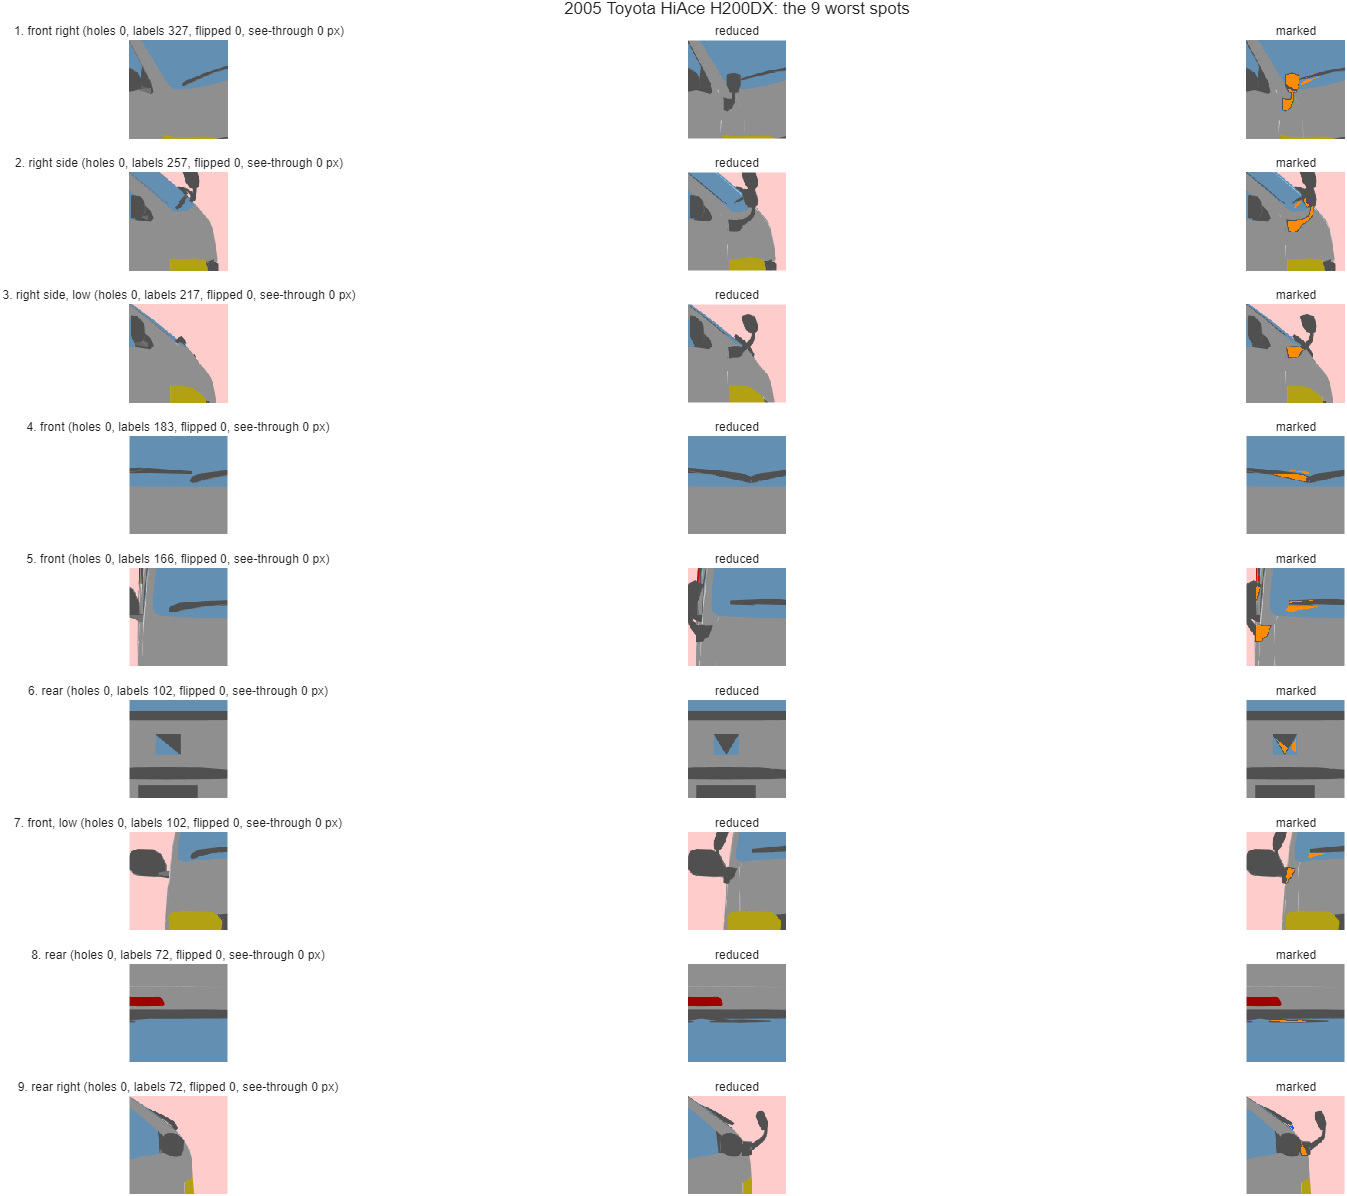 2005 Toyota HiAce H200DX: the 9 worst spots
1. front right (holes 0, labels 327, flipped 0, see-through 0 px)
reduced
marked
2. right side (holes 0, labels 257, flipped 0, see-through 0 px)
reduced
marked
3. right side, low (holes 0, labels 217, flipped 0, see-through 0 px)
reduced
marked
4. front (holes 0, labels 183, flipped 0, see-through 0 px)
reduced
marked
5. front (holes 0, labels 166, flipped 0, see-through 0 px)
reduced
marked
6. rear (holes 0, labels 102, flipped 0, see-through 0 px)
reduced
marked
7. front, low (holes 0, labels 102, flipped 0, see-through 0 px)
reduced
marked
8. rear (holes 0, labels 72, flipped 0, see-through 0 px)
reduced
marked
9. rear right (holes 0, labels 72, flipped 0, see-through 0 px)
reduced
marked